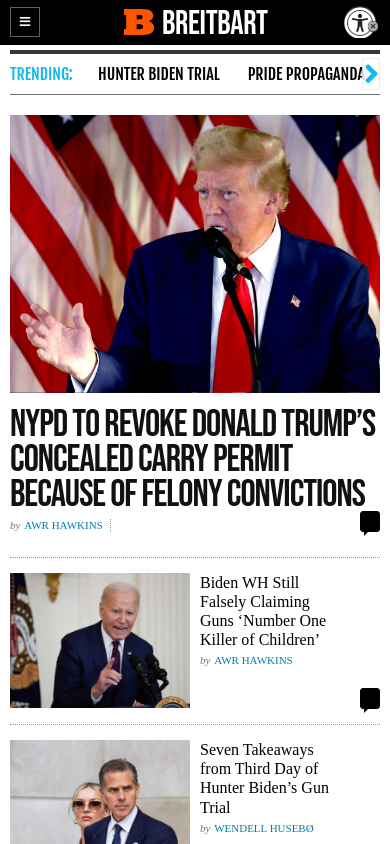 BREITBART
TRENDING:
HUNTER BIDEN TRIAL
PRIDE PROPAGANDA
NYPD TO REVOKE DONALD TRUMP’S
CONCEALED CARRY PERMIT
BECAUSE OF FELONY CONVICTIONS
by AWR HAWKINS
Biden WH Still
Falsely Claiming
Guns ‘Number One
Killer of Children’
by AWR HAWKINS
Seven Takeaways
from Third Day of
Hunter Biden’s Gun
Trial
by WENDELL HUSEBØ